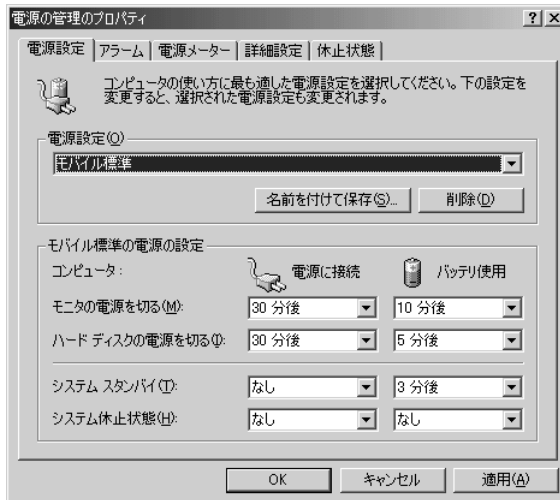 電源の管理のプロパティ
電源設定 アラーム 電源メーター 詳細設定 休止状態
コンピュータの使い方に最も適した電源設定を選択してください。下の設定を
変更すると、選択された電源設定も変更されます。
電源設定(O)
モバイル標準
名前を付けて保存(S)... 削除(D)
モバイル標準の電源の設定
コンピュータ: 電源に接続 バッテリ使用
モニタの電源を切る(M): 30 分後 10 分後
ハード ディスクの電源を切る(I): 30 分後 5 分後
システム スタンバイ(T): なし 3 分後
システム休止状態(H): なし なし
OK キャンセル 適用(A)